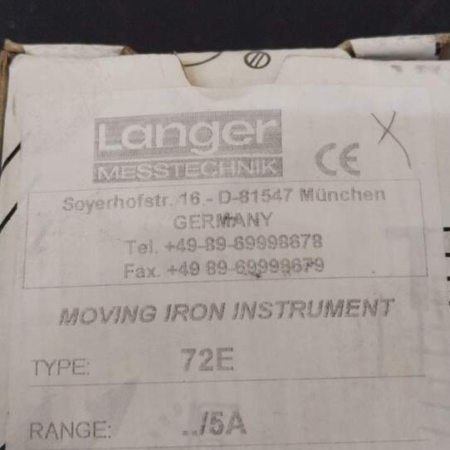 Langer
MESSTECHNIK
CE
X
Soyerhofstr. 16 - D-81547 München
GERMANY
Tel. +49-89-69998678
Fax. +49 89-69998679
MOVING IRON INSTRUMENT
TYPE: 72E
RANGE: ../5A